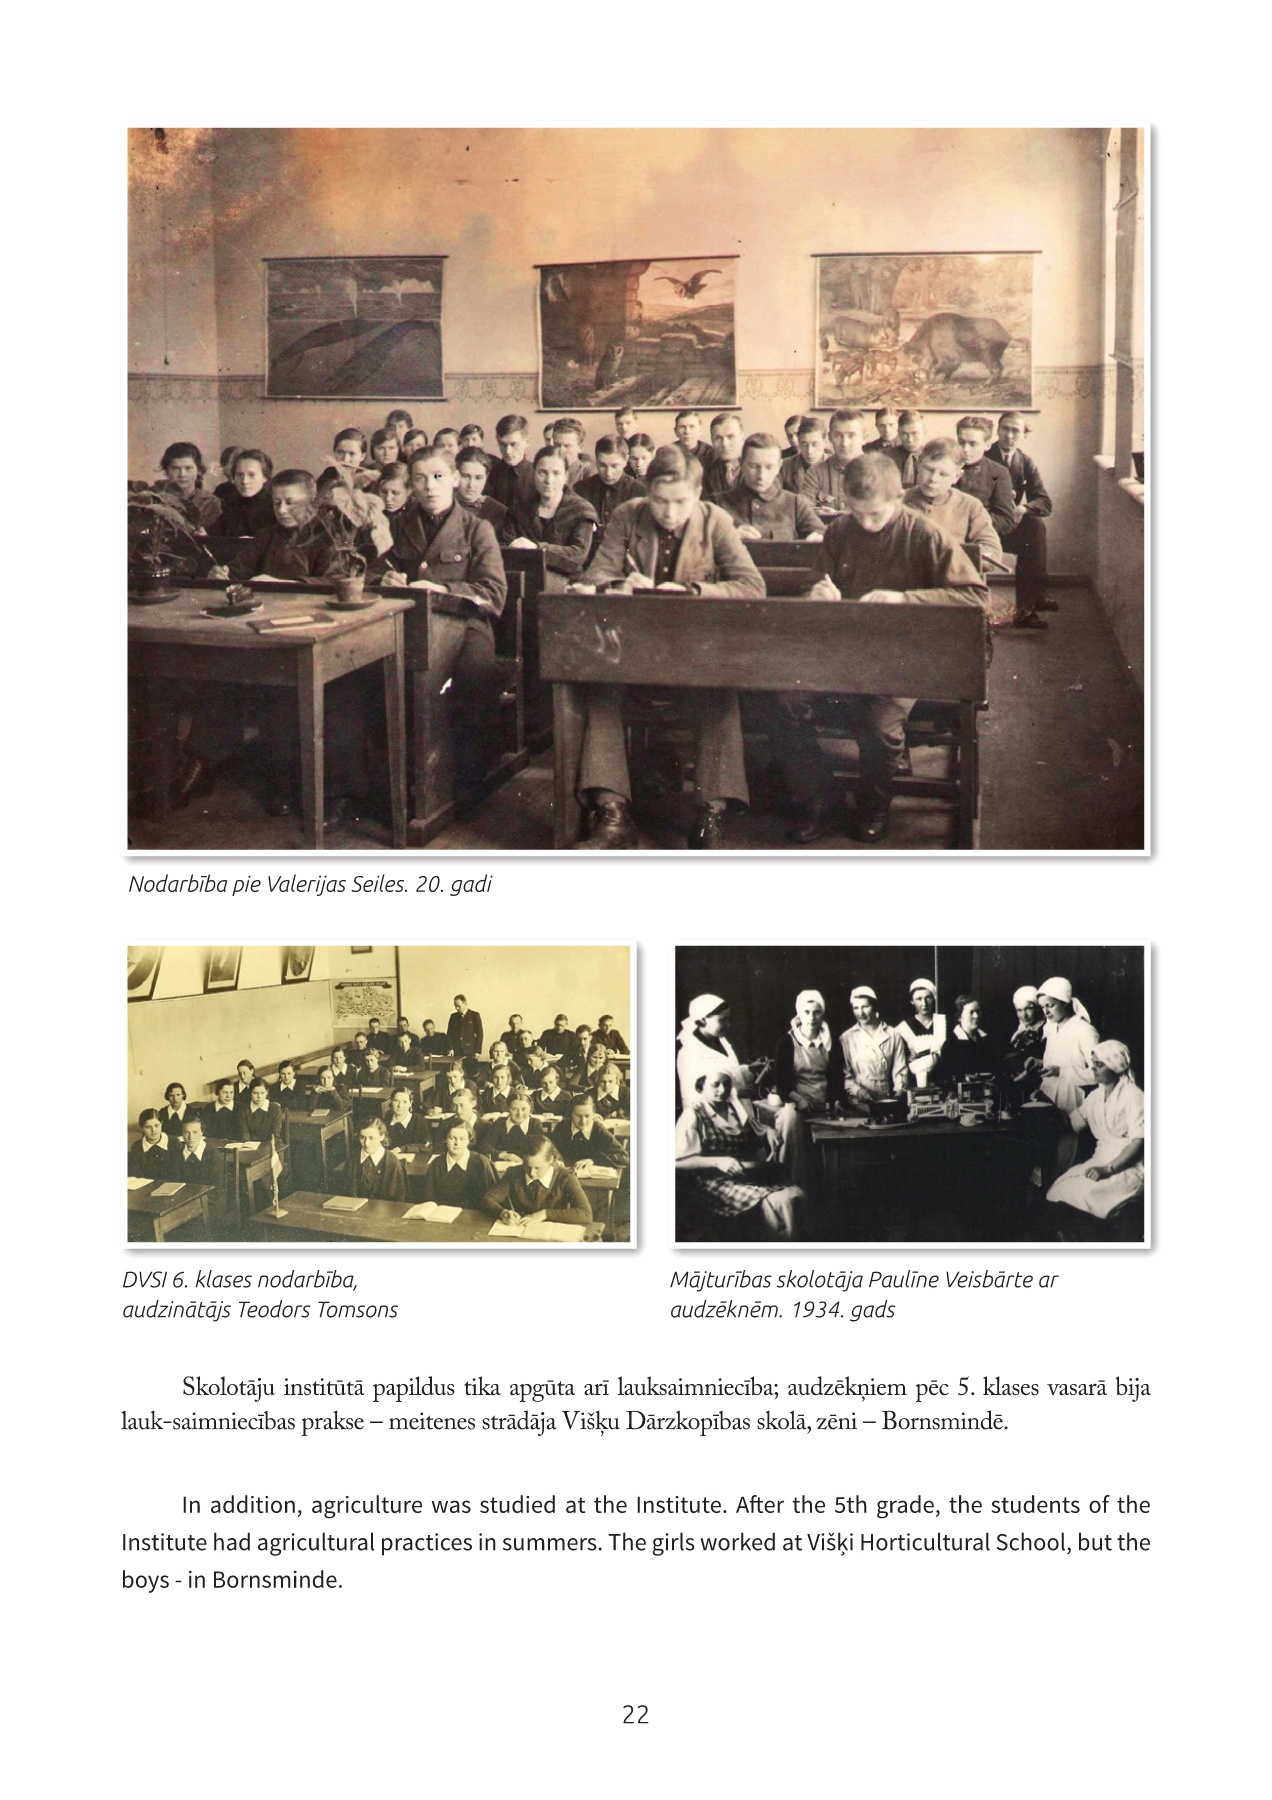 Nodarbība pie Valerijas Seiles. 20. gadi
DVSI 6. klases nodarbība,
audzinātājs Teodors Tomsons
Mājturības skolotāja Paulīne Veisbārte ar
audzēknēm. 1934. gads
Skolotāju institūtā papildus tika apgūta arī lauksaimniecība; audzēkņiem pēc 5. klases vasarā bija
lauk-saimniecības prakse – meitenes strādāja Višķu Dārzkopības skolā, zēni – Bornsmindē.
In addition, agriculture was studied at the Institute. After the 5th grade, the students of the
Institute had agricultural practices in summers. The girls worked at Višķi Horticultural School, but the
boys - in Bornsminde.
22